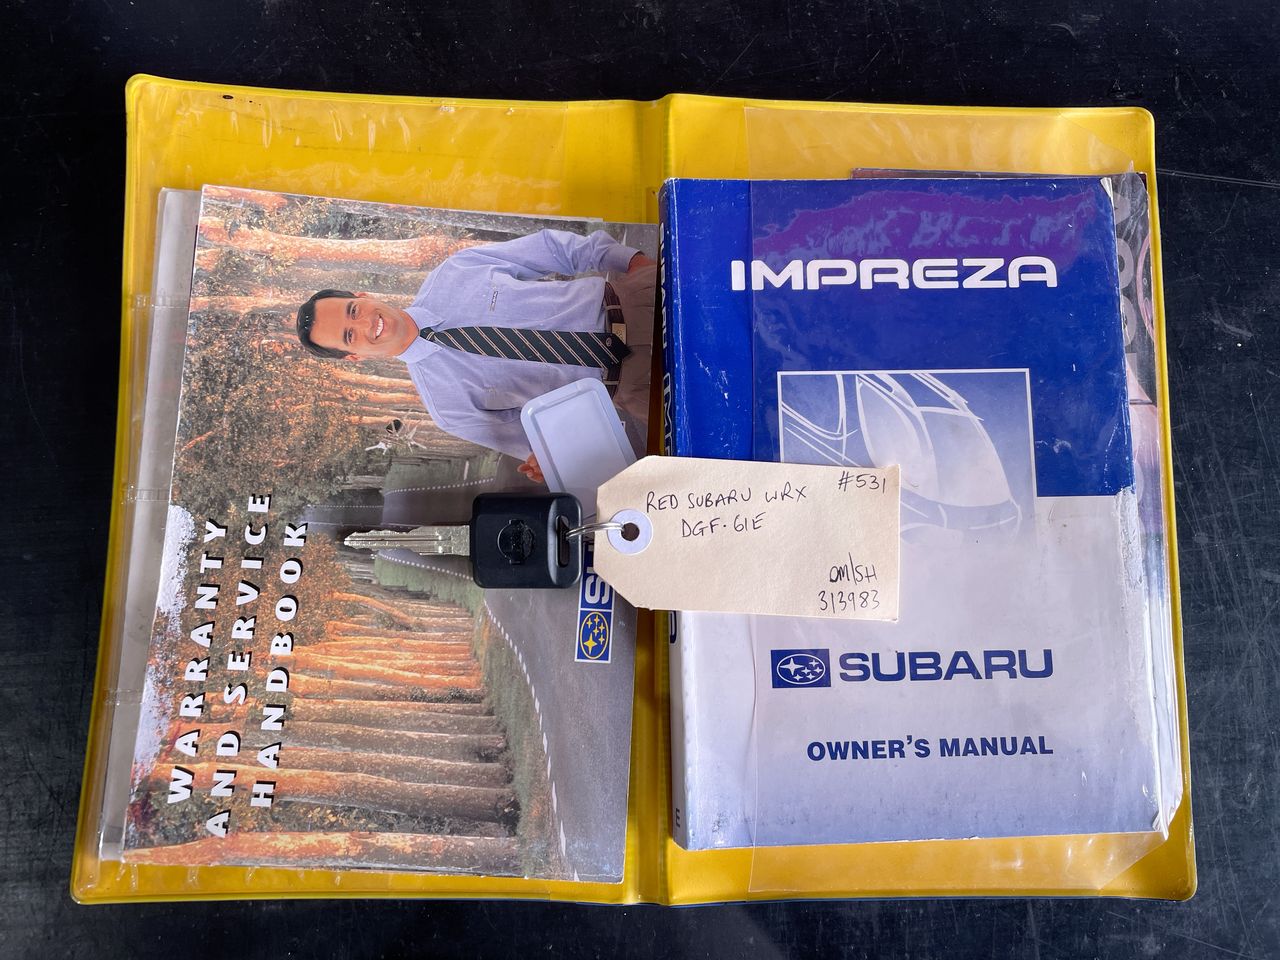 WARRANTY
AND SERVICE
HANDBOOK
IMPREZA
RED SUBARU WRX
#531
DGF·61E
OM/SH
313983
SUBARU
OWNER'S MANUAL
E